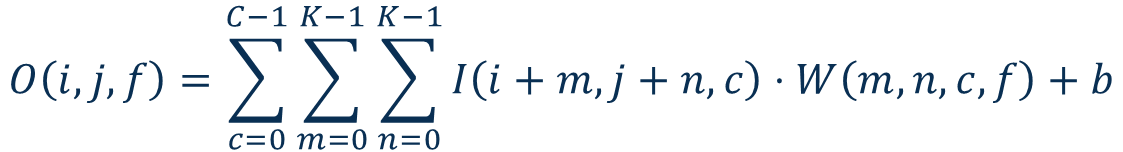 O(i, j, f) = ∑_{c=0}^{C−1} ∑_{m=0}^{K−1} ∑_{n=0}^{K−1} I(i + m, j + n, c) · W(m, n, c, f) + b